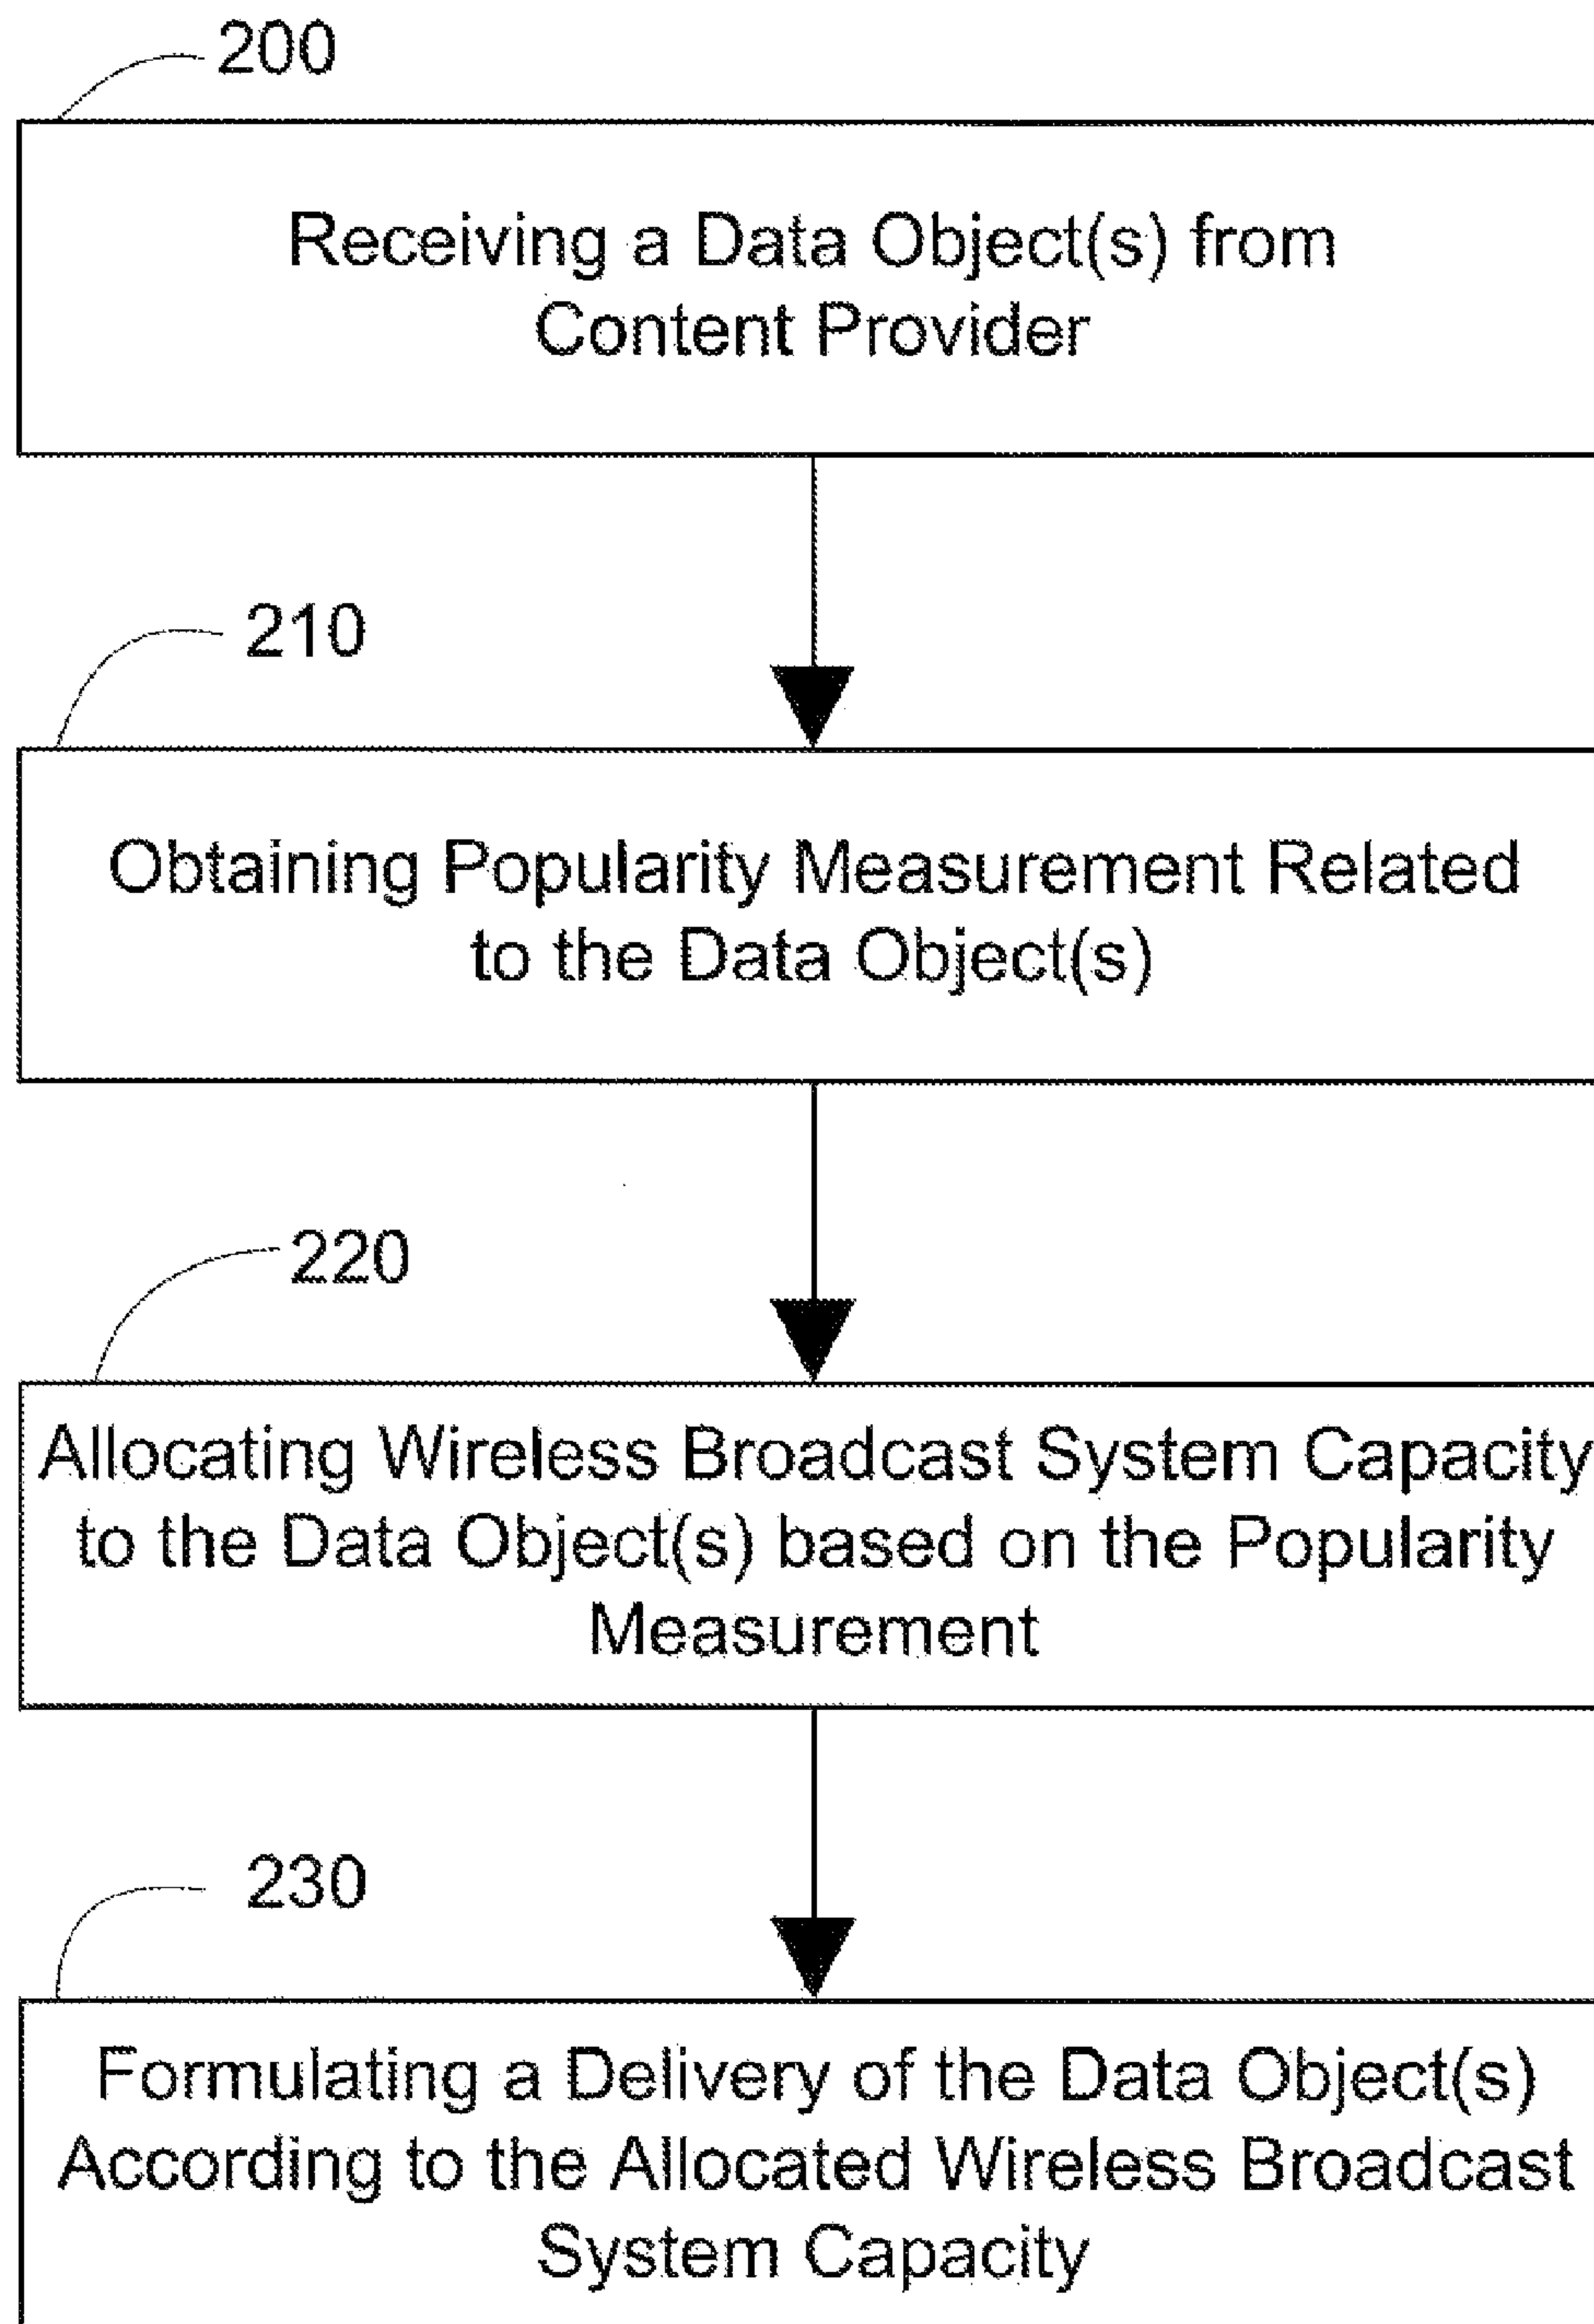 200
Receiving a Data Object(s) from
Content Provider
210
Obtaining Popularity Measurement Related
to the Data Object(s)
220
Allocating Wireless Broadcast System Capacity
to the Data Object(s) based on the Popularity
Measurement
230
Formulating a Delivery of the Data Object(s)
According to the Allocated Wireless Broadcast
System Capacity